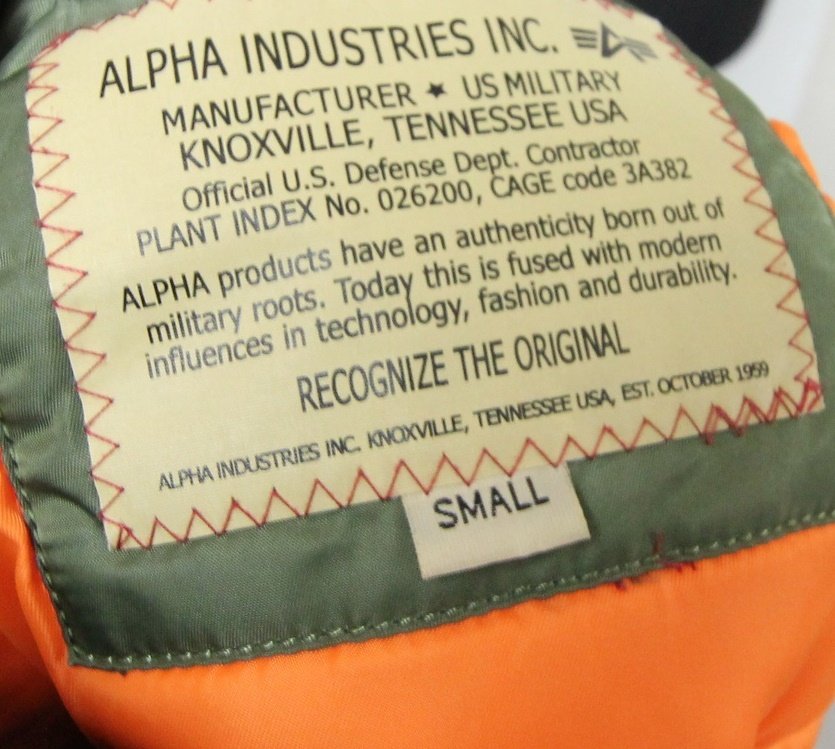 ALPHA INDUSTRIES INC.
MANUFACTURER ★ US MILITARY
KNOXVILLE, TENNESSEE USA
Official U.S. Defense Dept. Contractor
PLANT INDEX No. 026200, CAGE code 3A382
ALPHA products have an authenticity born out of
military roots. Today this is fused with modern
influences in technology, fashion and durability.
RECOGNIZE THE ORIGINAL
ALPHA INDUSTRIES INC. KNOXVILLE, TENNESSEE USA, EST. OCTOBER 1959
SMALL